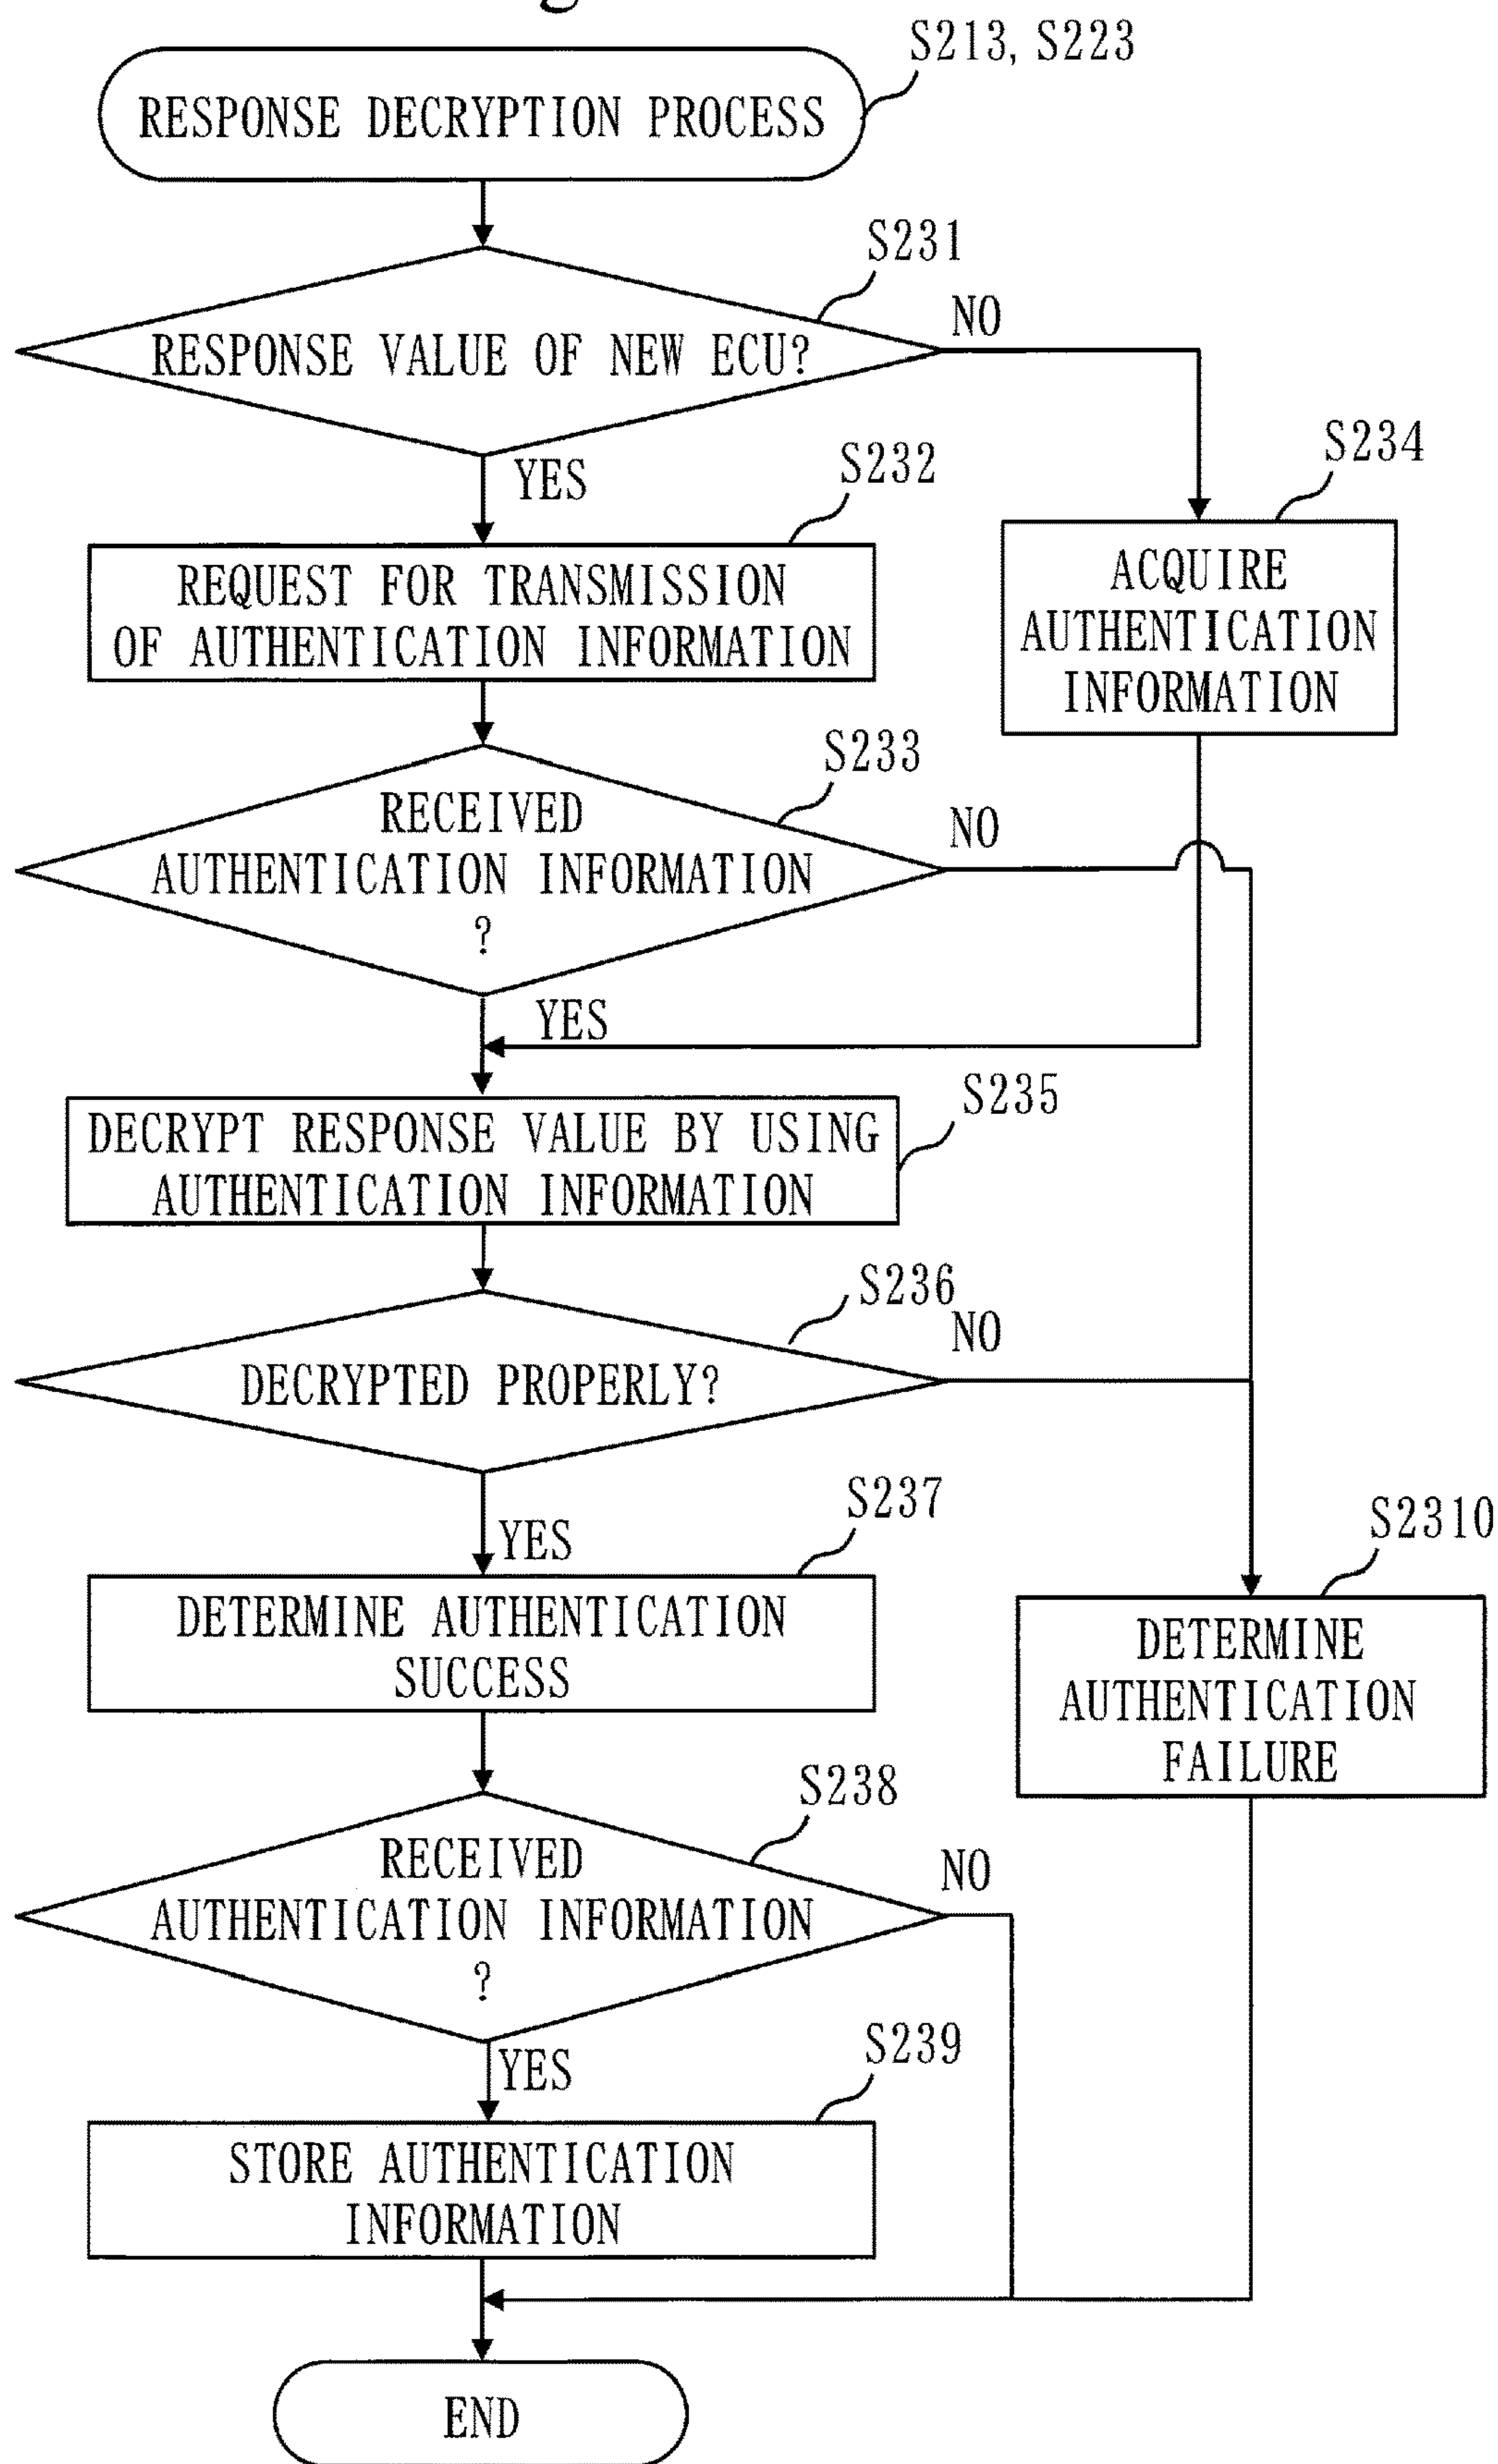 S213, S223
RESPONSE DECRYPTION PROCESS
S231
RESPONSE VALUE OF NEW ECU?
NO
YES
S232
S234
REQUEST FOR TRANSMISSION
OF AUTHENTICATION INFORMATION
ACQUIRE
AUTHENTICATION
INFORMATION
S233
RECEIVED
AUTHENTICATION INFORMATION
?
NO
YES
S235
DECRYPT RESPONSE VALUE BY USING
AUTHENTICATION INFORMATION
S236
DECRYPTED PROPERLY?
NO
YES
S237
DETERMINE AUTHENTICATION
SUCCESS
S2310
DETERMINE
AUTHENTICATION
FAILURE
S238
RECEIVED
AUTHENTICATION INFORMATION
?
NO
YES
S239
STORE AUTHENTICATION
INFORMATION
END